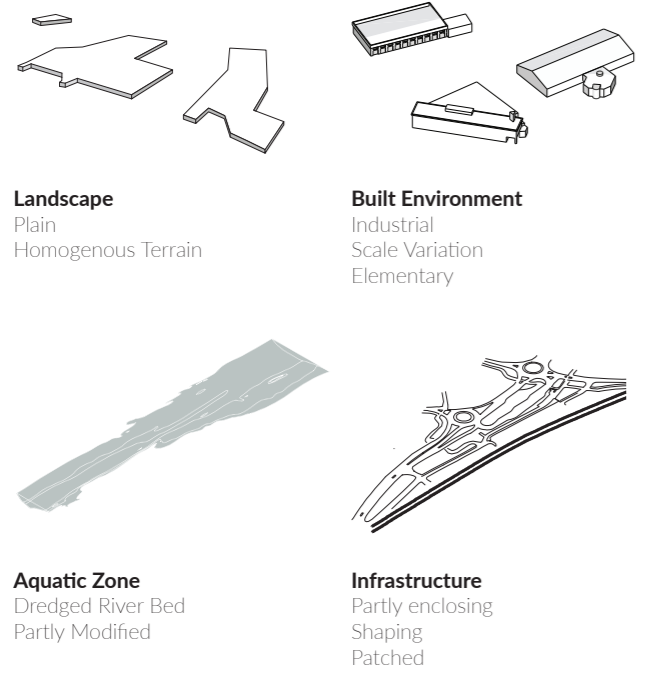 Landscape
Plain
Homogenous Terrain
Built Environment
Industrial
Scale Variation
Elementary
Aquatic Zone
Dredged River Bed
Partly Modified
Infrastructure
Partly enclosing
Shaping
Patched